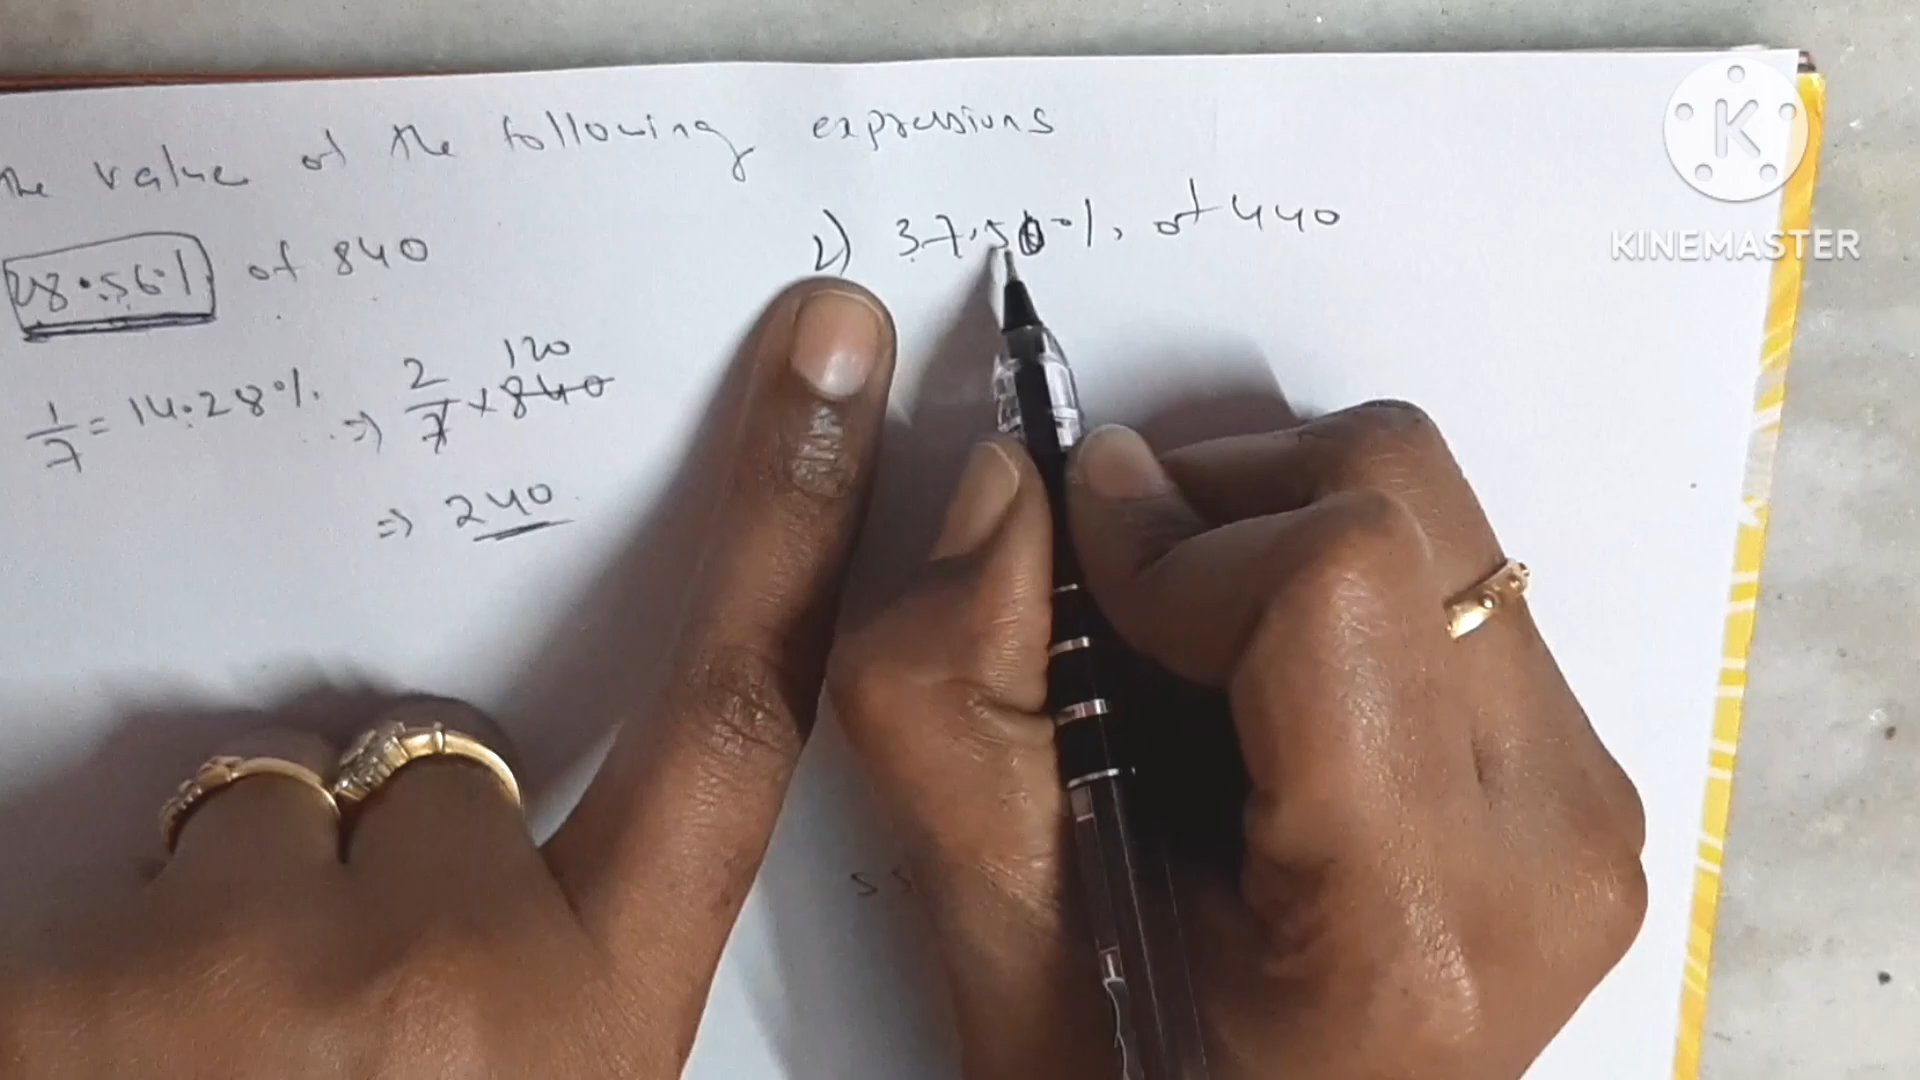 the value of the following expressions
28.56% of 840
2) 37.50% of 440
1/7 = 14.28% => 2/7 x 840 120
=> 240
KINEMASTER